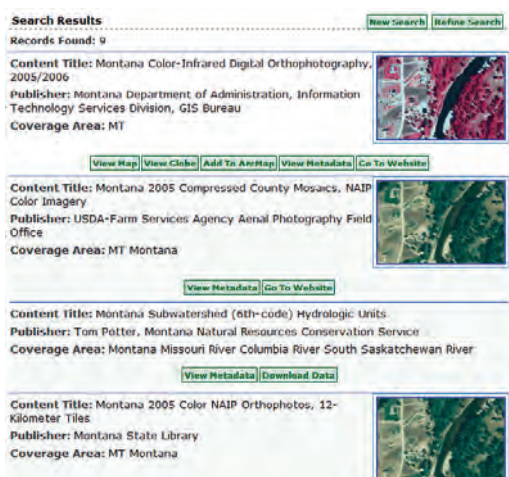 Search Results
New Search Refine Search
Records Found: 9
Content Title: Montana Color-Infrared Digital Orthophotography,
2005/2006
Publisher: Montana Department of Administration, Information
Technology Services Division, GIS Bureau
Coverage Area: MT
View Map View Globe Add To ArcMap View Metadata Go To Website
Content Title: Montana 2005 Compressed County Mosaics, NAIP
Color Imagery
Publisher: USDA-Farm Services Agency Aerial Photography Field
Office
Coverage Area: MT Montana
View Metadata Go To Website
Content Title: Montana Subwatershed (6th-code) Hydrologic Units
Publisher: Tom Potter, Montana Natural Resources Conservation Service
Coverage Area: Montana Missouri River Columbia River South Saskatchewan River
View Metadata Download Data
Content Title: Montana 2005 Color NAIP Orthophotos, 12-
Kilometer Tiles
Publisher: Montana State Library
Coverage Area: MT Montana